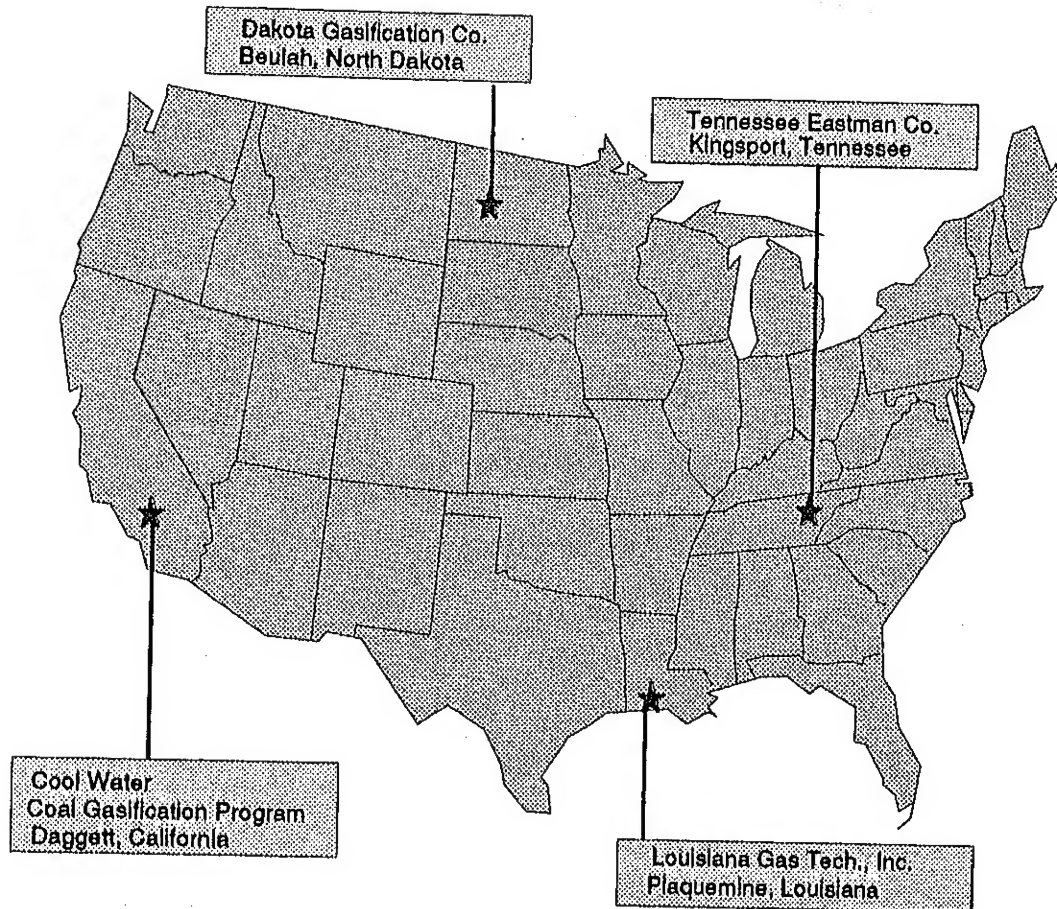 Dakota Gasification Co.
Beulah, North Dakota
Tennessee Eastman Co.
Kingsport, Tennessee
Cool Water
Coal Gasification Program
Daggett, California
Louisiana Gas Tech., Inc.
Plaquemine, Louisiana